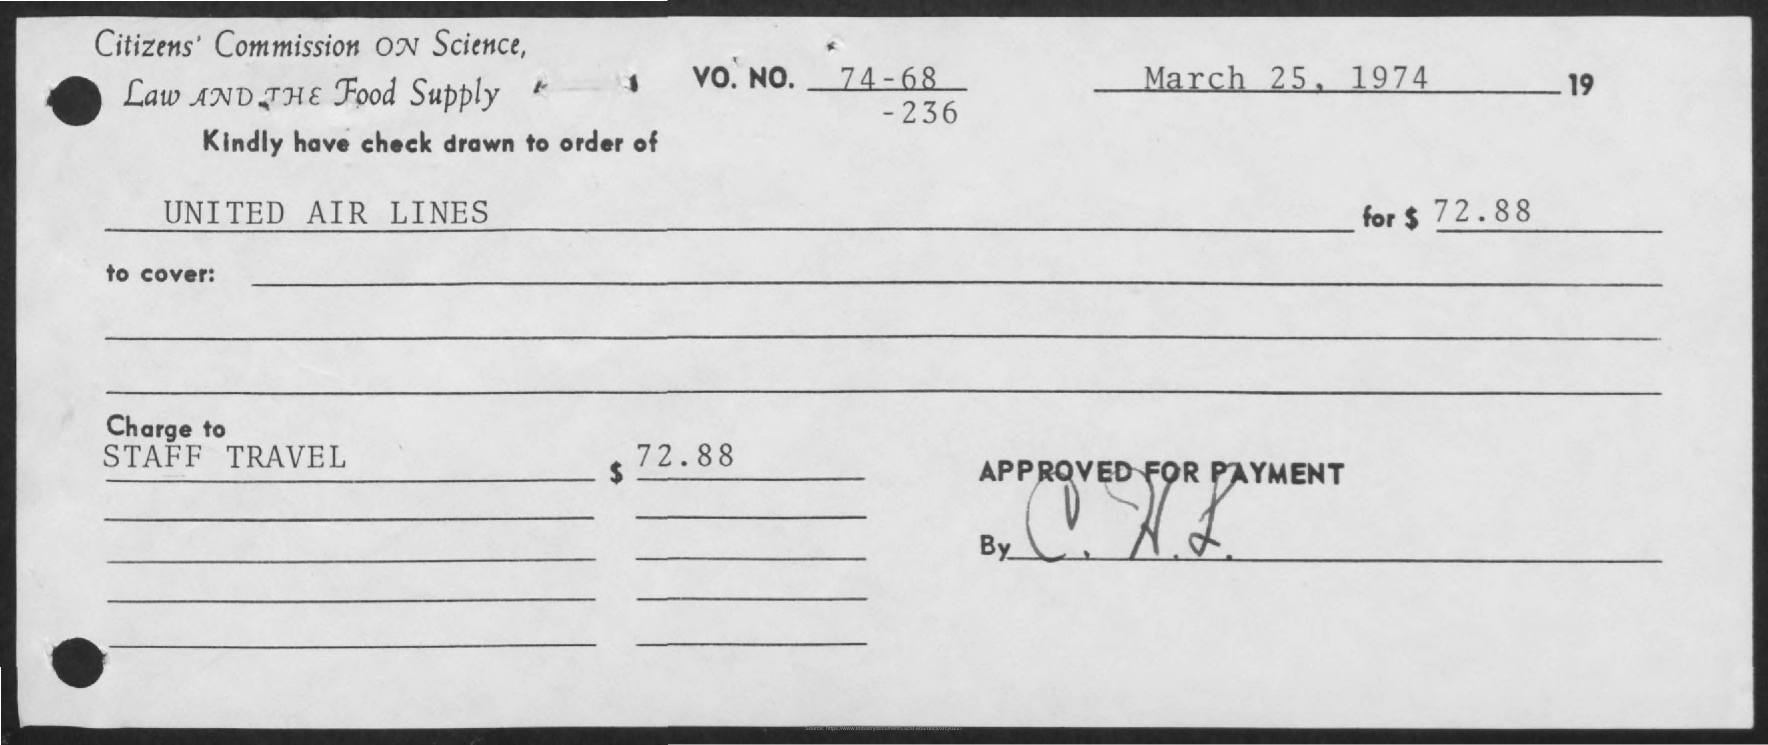 Citizens' Commission ON Science,
Law AND THE Food Supply
VO. NO. 74-68
-236
March 25, 1974 19
Kindly have check drawn to order of
UNITED AIR LINES for $ 72.88
to cover:
Charge to
STAFF TRAVEL $ 72.88
APPROVED FOR PAYMENT
By C. H. L.